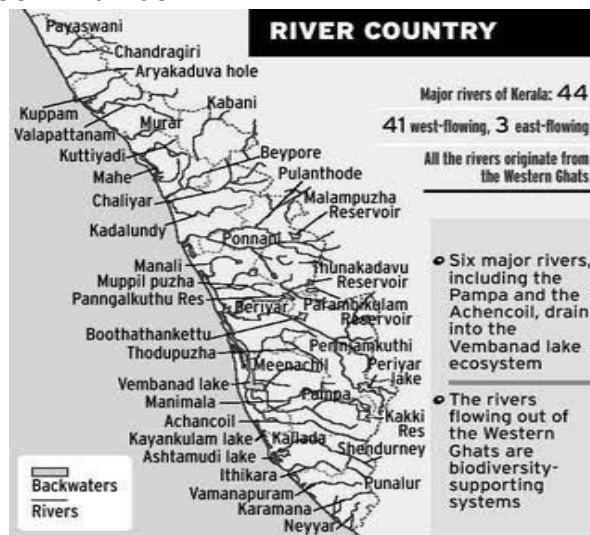 RIVER COUNTRY
Major rivers of Kerala: 44
41 west-flowing, 3 east-flowing
All the rivers originate from
the Western Ghats
Payaswani
Chandragiri
Aryakaduva hole
Kabani
Kuppam
Murar
Valapattanam
Kuttiyadi
Beypore
Mahe
Pulanthode
Chaliyar
Malampuzha
Reservoir
Kadalundy
Ponnani
Manali
Thunakadavu
Reservoir
Muppil puzha
Panngalkuthu Res
Periyar
Parambikulam
Reservoir
Boothathankettu
Perinjamkuthi
Thodupuzha
Meenachil
Periyar
lake
Vembanad lake
Pampa
Manimala
Kakki
Res
Achancoil
Kayankulam lake
Kallada
Shendurney
Ashtamudi lake
Ithikara
Punalur
Vamanapuram
Karamana
Neyyar
Six major rivers,
including the
Pampa and the
Achencoil, drain
into the
Vembanad lake
ecosystem
The rivers
flowing out of
the Western
Ghats are
biodiversity-
supporting
systems
Backwaters
Rivers